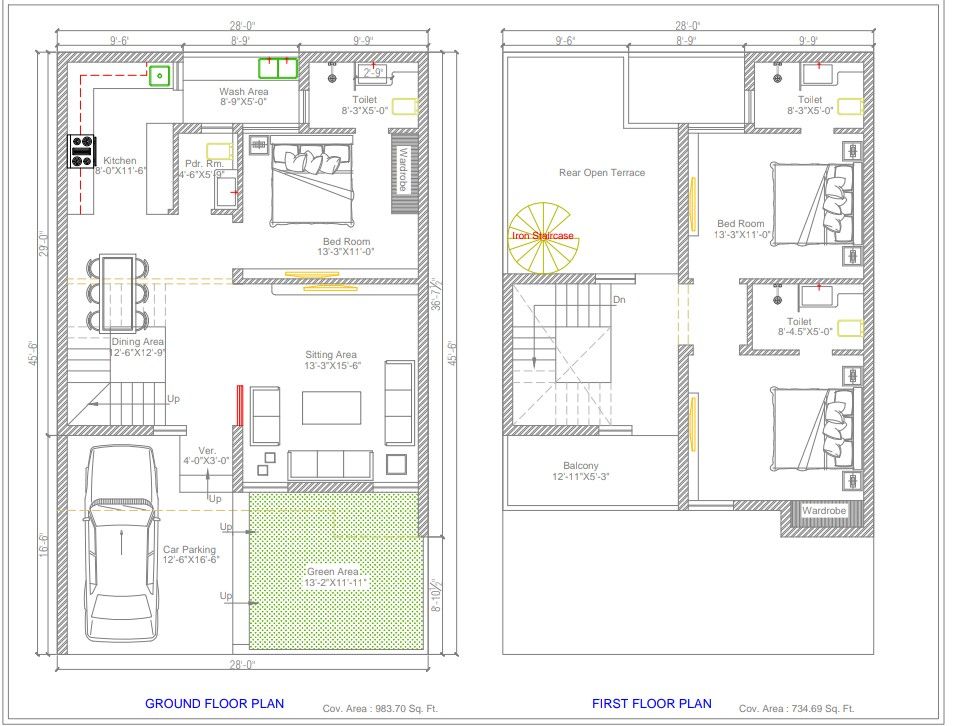 28'-0"
9'-6"
8'-9"
9'-9"
2'-9"
Wash Area
8'-9"X5'-0"
Toilet
8'-3"X5'-0"
Kitchen
8'-0"X11'-6"
Pdr. Rm.
4'-6"X5'-9"
Wardrobe
Bed Room
13'-3"X11'-0"
29'-0"
36'-7½"
45'-6"
45'-6"
Dining Area
12'-6"X12'-9"
Sitting Area
13'-3"X15'-6"
Up
Ver.
4'-0"X3'-0"
Up
Up
Car Parking
12'-6"X16'-6"
16'-6"
Green Area
13'-2"X11'-11"
Up
8'-10½"
28'-0"
GROUND FLOOR PLAN
Cov. Area : 983.70 Sq. Ft.
28'-0"
9'-6"
8'-9"
9'-9"
Toilet
8'-3"X5'-0"
Rear Open Terrace
Iron Staircase
Bed Room
13'-3"X11'-0"
Dn
Toilet
8'-4.5"X5'-0"
Balcony
12'-11"X5'-3"
Wardrobe
FIRST FLOOR PLAN
Cov. Area : 734.69 Sq. Ft.